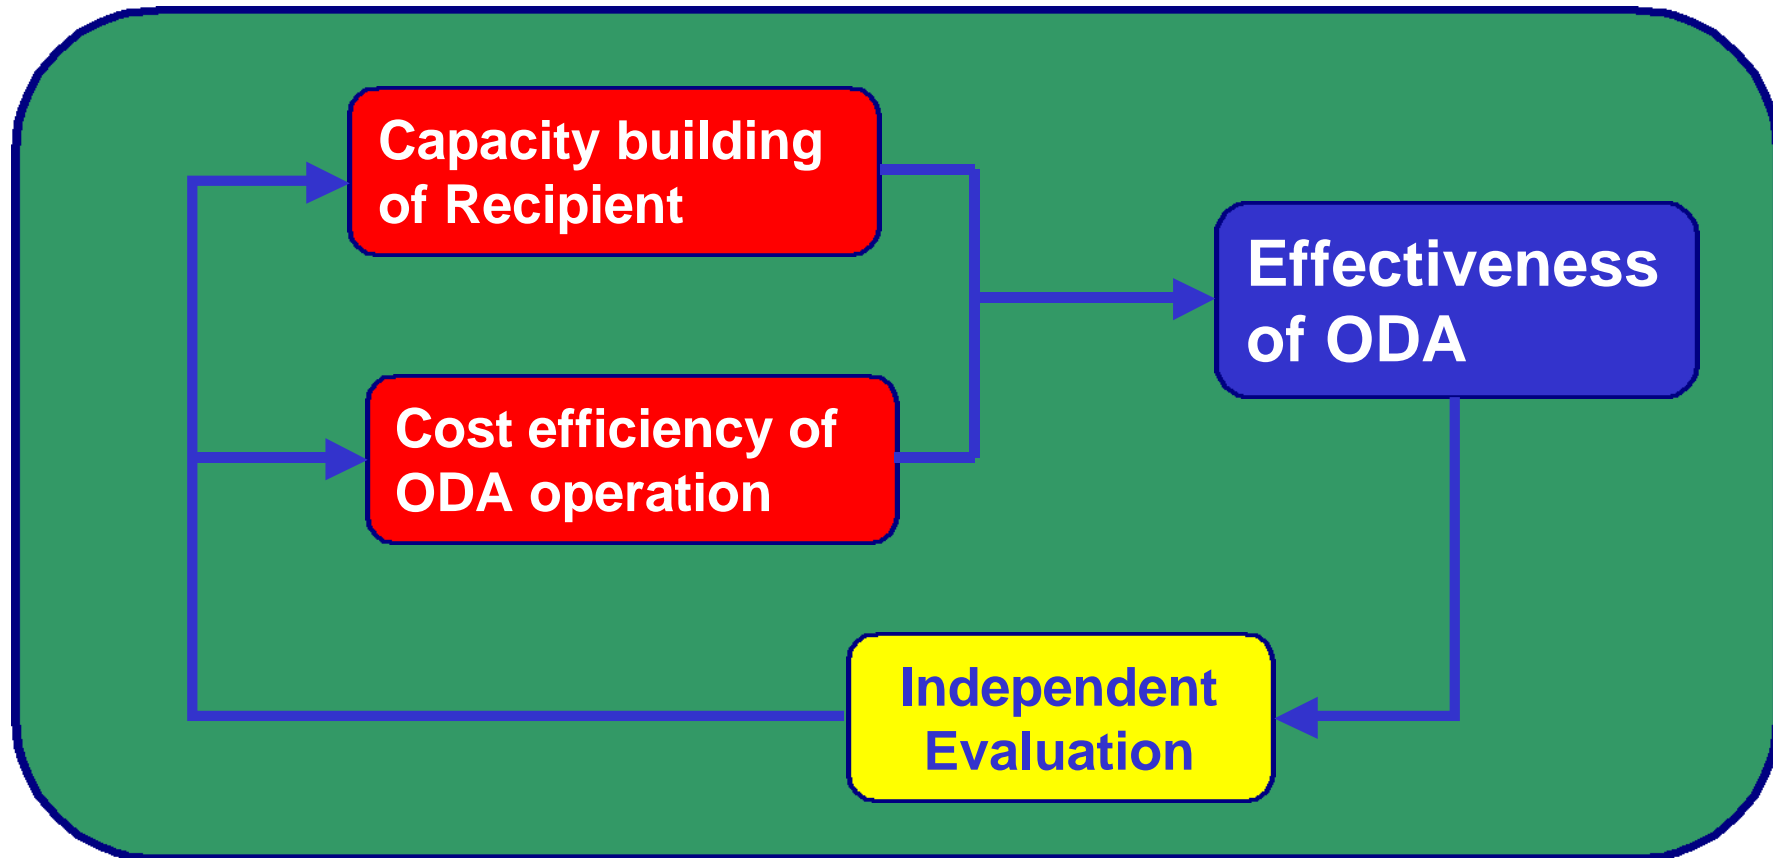 Capacity building
of Recipient
Effectiveness
of ODA
Cost efficiency of
ODA operation
Independent
Evaluation